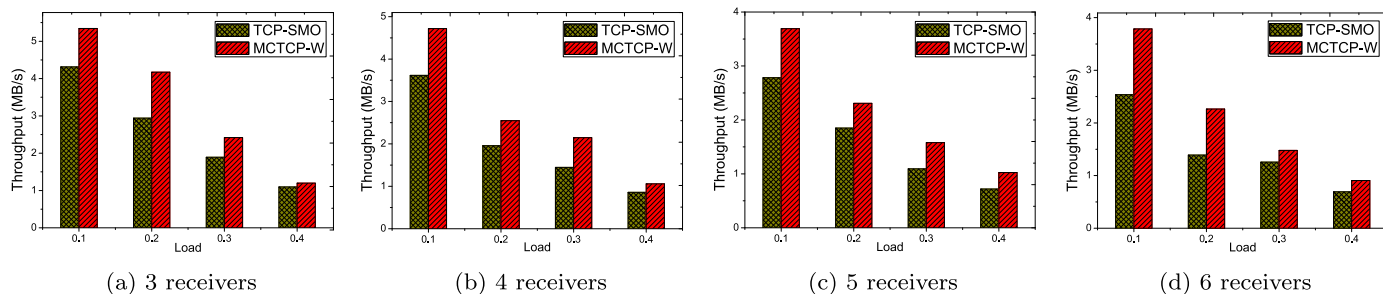 5
4
3
2
1
0
Throughput (MB/s)
TCP-SMO
MCTCP-W
0.1
0.2
0.3
0.4
Load
(a) 3 receivers
5
4
3
2
1
0
Throughput (MB/s)
TCP-SMO
MCTCP-W
0.1
0.2
0.3
0.4
Load
(b) 4 receivers
4
3
2
1
0
Throughput (MB/s)
TCP-SMO
MCTCP-W
0.1
0.2
0.3
0.4
Load
(c) 5 receivers
4
3
2
1
0
Throughput (MB/s)
TCP-SMO
MCTCP-W
0.1
0.2
0.3
0.4
Load
(d) 6 receivers